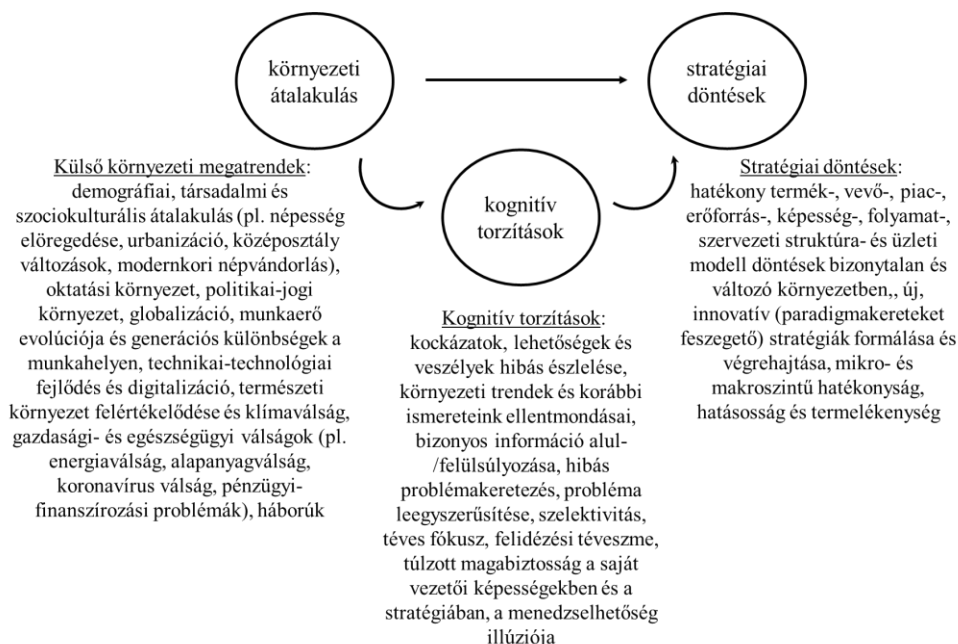 környezeti
átalakulás
stratégiai
döntések
kognitív
torzítások
Külső környezeti megatrendek:
demográfiai, társadalmi és
szociokulturális átalakulás (pl. népesség
elöregedése, urbanizáció, középosztály
változások, modernkori népvándorlás),
oktatási környezet, politikai-jogi
környezet, globalizáció, munkaerő
evolúciója és generációs különbségek a
munkahelyen, technikai-technológiai
fejlődés és digitalizáció, természeti
környezet felértékelődése és klímaválság,
gazdasági- és egészségügyi válságok (pl.
energiaválság, alapanyagválság,
koronavírus válság, pénzügyi-
finanszírozási problémák), háborúk
Kognitív torzítások:
kockázatok, lehetőségek és
veszélyek hibás észlelése,
környezeti trendek és korábbi
ismereteink ellentmondásai,
bizonyos információ alul-
/felülsúlyozása, hibás
problémakeretezés, probléma
leegyszerűsítése, szelektivitás,
téves fókusz, felidézési téveszme,
túlzott magabiztosság a saját
vezetői képességekben és a
stratégiában, a menedzselhetőség
illúziója
Stratégiai döntések:
hatékony termék-, vevő-, piac-,
erőforrás-, képesség-, folyamat-,
szervezeti struktúra- és üzleti
modell döntések bizonytalan és
változó környezetben,, új,
innovatív (paradigmakereteket
feszegető) stratégiák formálása és
végrehajtása, mikro- és
makroszintű hatékonyság,
hatásosság és termelékenység